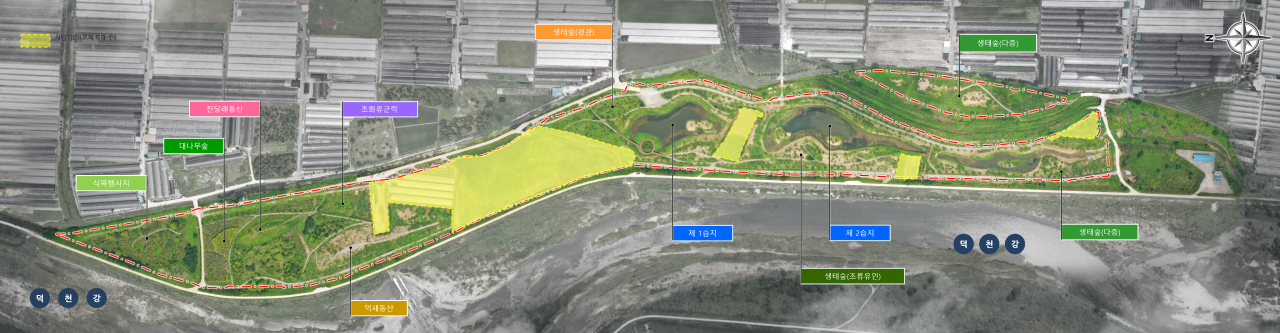 생태숲(경관)
생태숲(다층)
N
진달래동산
조화류군락
대나무숲
식목행사지
제 1습지
제 2습지
생태숲(다층)
덕 천 강
생태숲(조류유인)
덕 천 강
억새동산